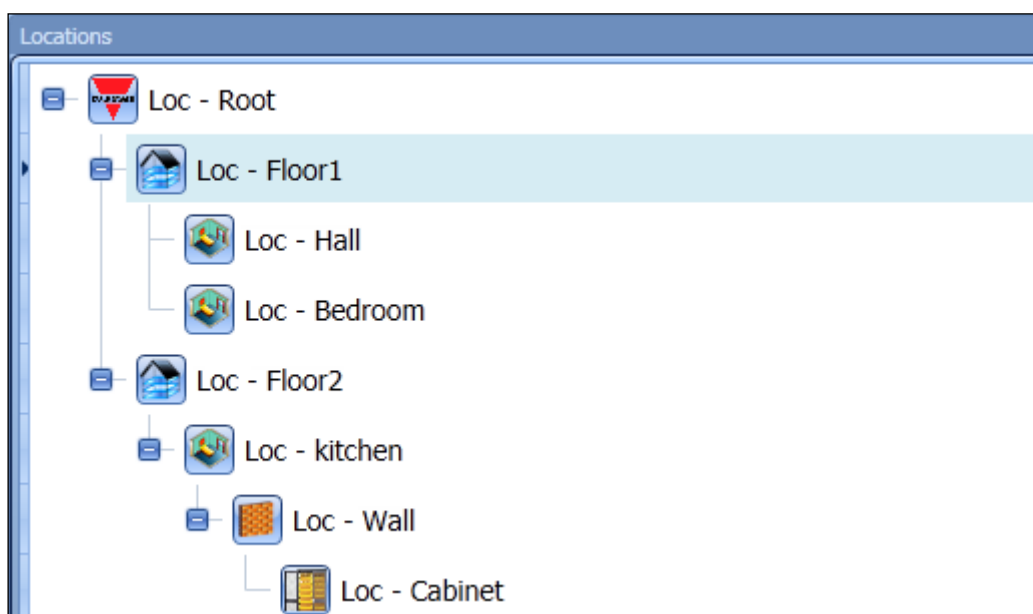 Locations
Loc - Root
Loc - Floor1
Loc - Hall
Loc - Bedroom
Loc - Floor2
Loc - kitchen
Loc - Wall
Loc - Cabinet